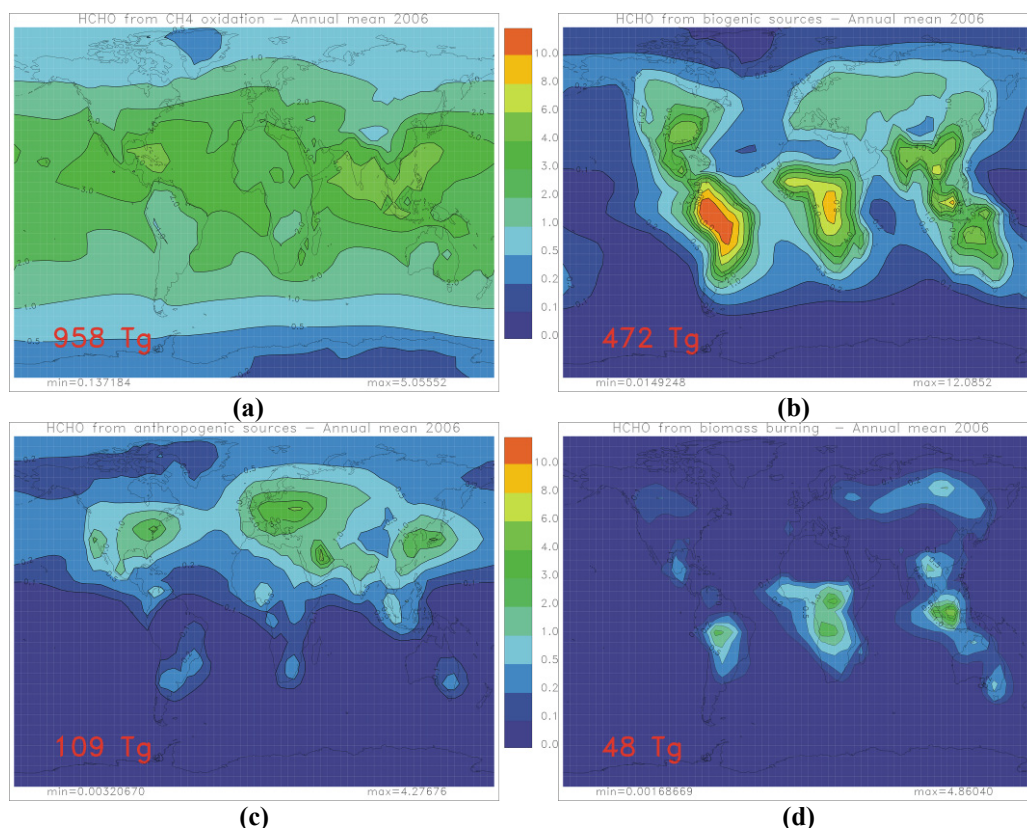 HCHO from CH4 oxidation – Annual mean 2006
958 Tg
min=0.137184 max=5.05552
(a)
10.0
8.0
6.0
4.0
3.0
2.0
1.0
0.5
0.2
0.1
0.0
HCHO from biogenic sources – Annual mean 2006
472 Tg
min=0.0149248 max=12.0852
(b)
HCHO from anthropogenic sources – Annual mean 2006
109 Tg
min=0.00320670 max=4.27676
(c)
10.0
8.0
6.0
4.0
3.0
2.0
1.0
0.5
0.2
0.1
0.0
HCHO from biomass burning – Annual mean 2006
48 Tg
min=0.00168669 max=4.86040
(d)